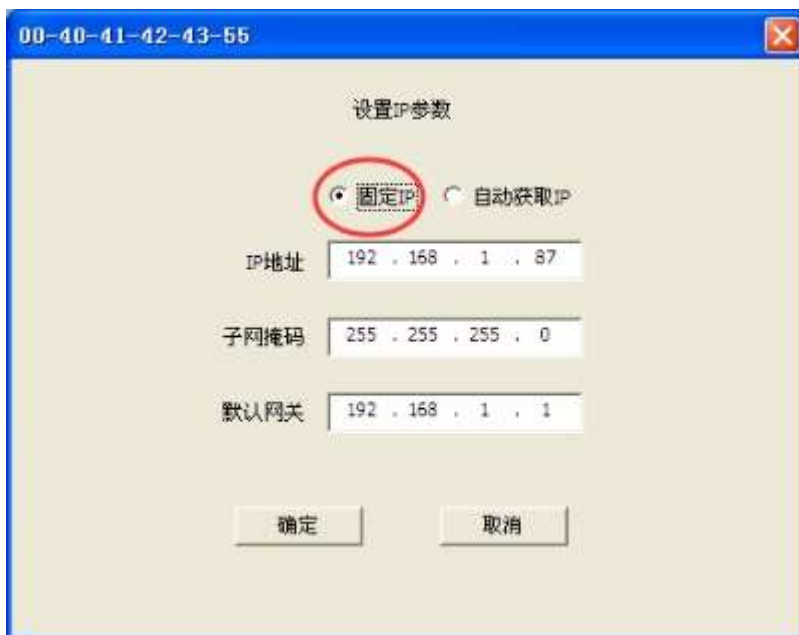 00-40-41-42-43-55
设置IP参数
固定IP 自动获取IP
IP地址 192 . 168 . 1 . 87
子网掩码 255 . 255 . 255 . 0
默认网关 192 . 168 . 1 . 1
确定 取消